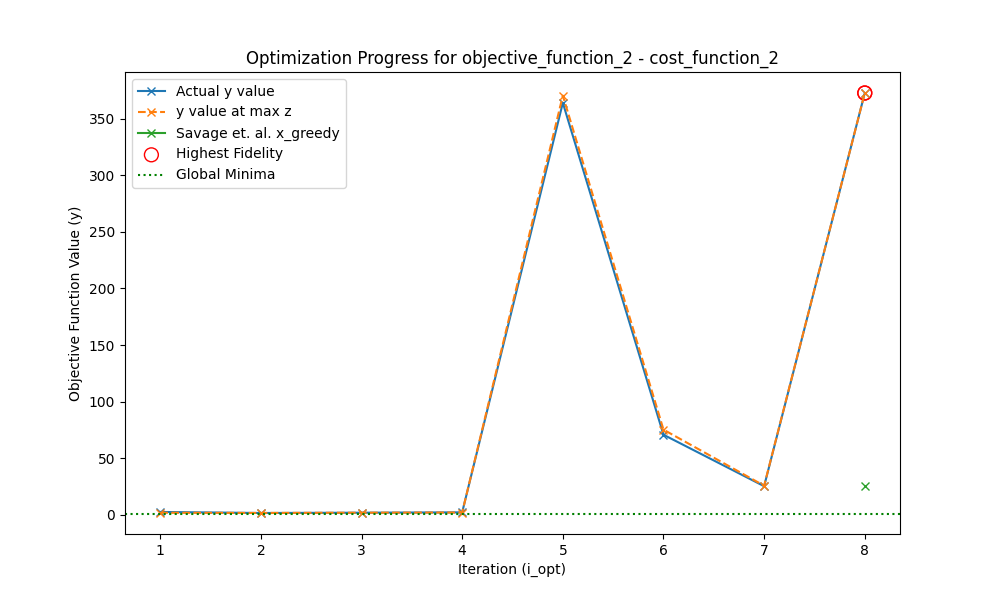 Optimization Progress for objective_function_2 - cost_function_2
Actual y value
y value at max z
Savage et. al. x_greedy
Highest Fidelity
Global Minima
Objective Function Value (y)
350
300
250
200
150
100
50
0
1 2 3 4 5 6 7 8
Iteration (i_opt)